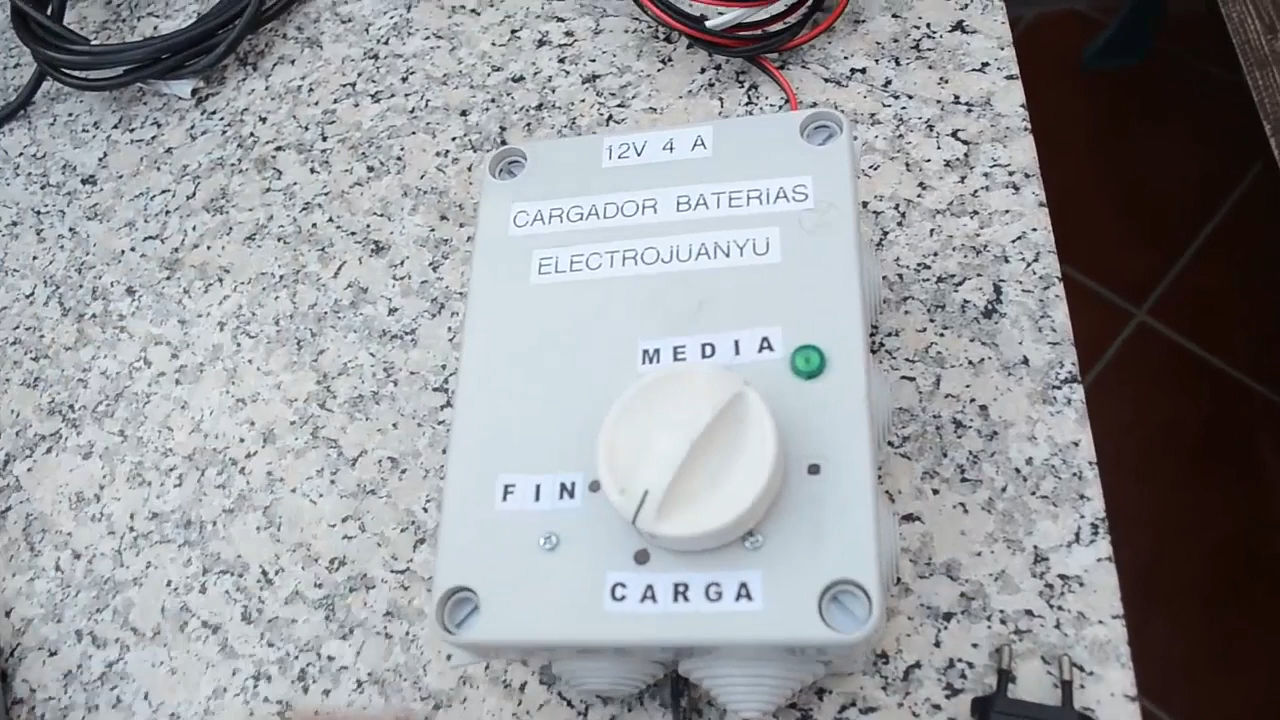 12V 4 A
CARGADOR BATERIAS
ELECTROJUANYU
MEDIA
FIN
CARGA